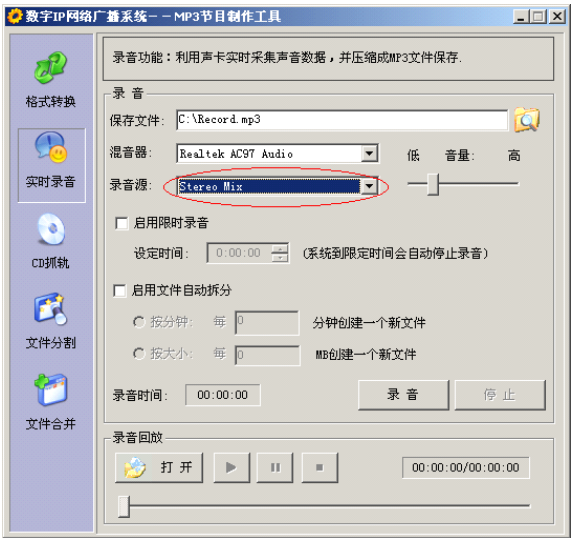 数字IP网络广播系统--MP3节目制作工具
格式转换
实时录音
CD抓轨
文件分割
文件合并
录音功能：利用声卡实时采集声音数据，并压缩成MP3文件保存.
录 音
保存文件: C:\Record.mp3
混音器: Realtek AC97 Audio 低 音量: 高
录音源: Stereo Mix
启用限时录音
设定时间: 0:00:00 (系统到限定时间会自动停止录音)
启用文件自动拆分
按分钟: 每 0 分钟创建一个新文件
按大小: 每 0 MB创建一个新文件
录音时间: 00:00:00 录 音 停 止
录音回放
打 开 00:00:00/00:00:00